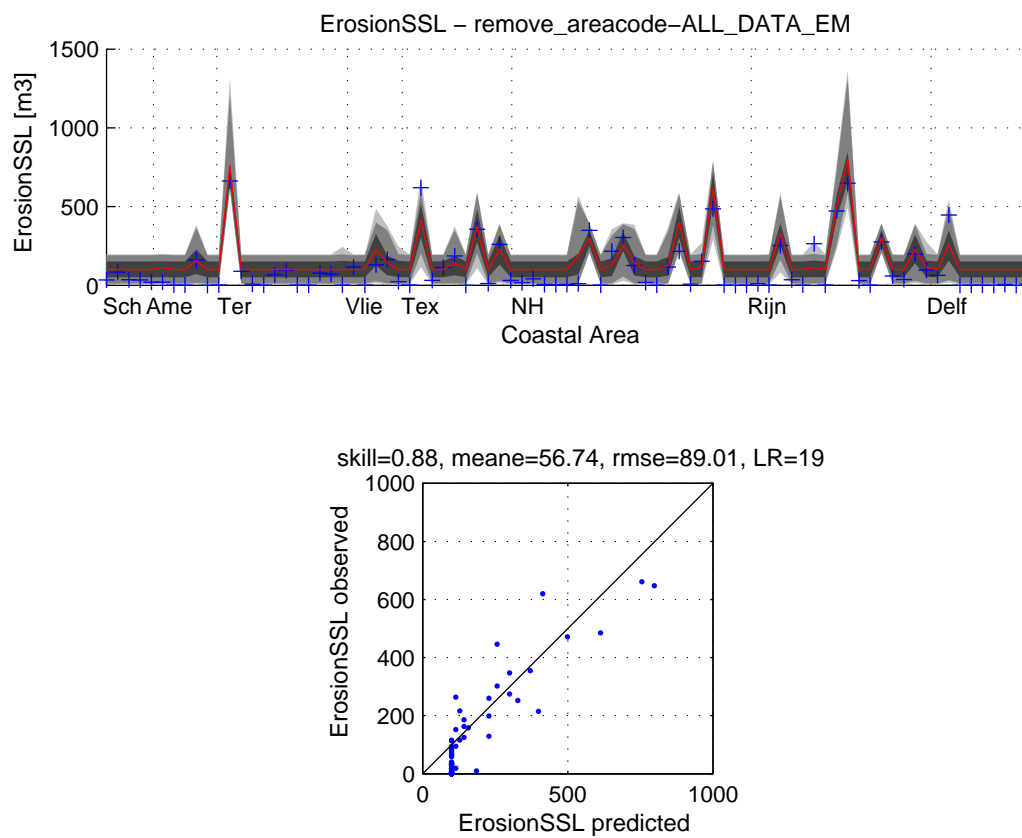 ErosionSSL − remove_areacode−ALL_DATA_EM
1500
1000
500
0
ErosionSSL [m3]
Sch Ame Ter Vlie Tex NH Rijn Delf
Coastal Area
skill=0.88, meane=56.74, rmse=89.01, LR=19
1000
800
600
400
200
0
ErosionSSL observed
0 500 1000
ErosionSSL predicted